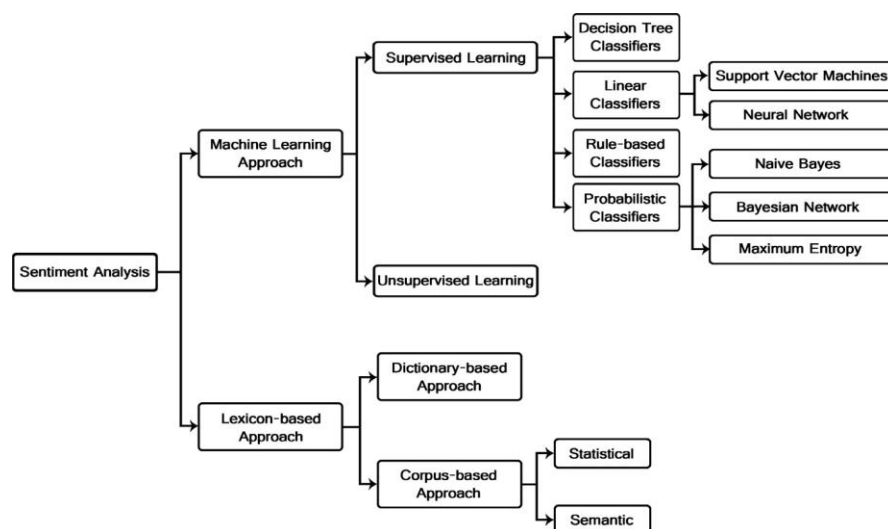 Decision Tree
Classifiers
Supervised Learning
Support Vector Machines
Linear
Classifiers
Neural Network
Machine Learning
Approach
Rule-based
Classifiers
Naive Bayes
Probabilistic
Classifiers
Bayesian Network
Maximum Entropy
Sentiment Analysis
Unsupervised Learning
Dictionary-based
Approach
Lexicon-based
Approach
Statistical
Corpus-based
Approach
Semantic